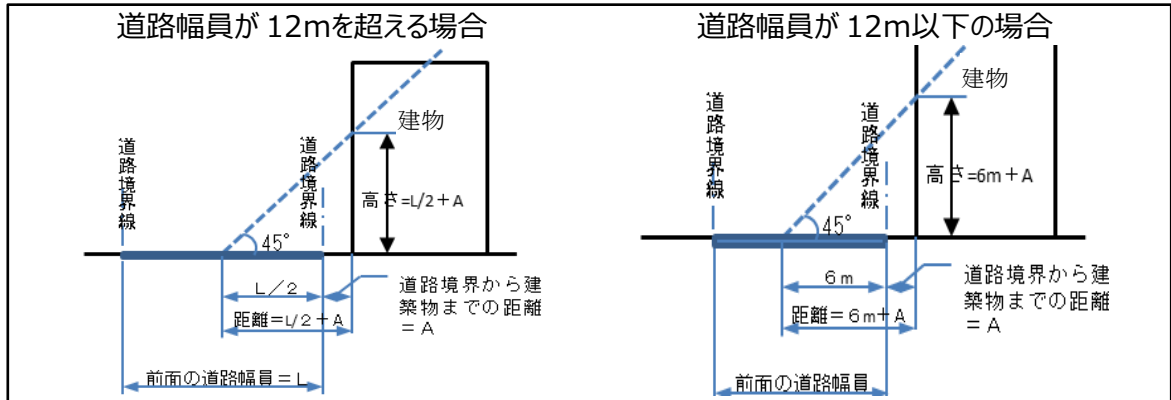 道路幅員が 12mを超える場合
建物
道路境界線
道路境界線
高さ=L/2+A
45°
L/2
距離=L/2+A
道路境界から建
築物までの距離
=A
前面の道路幅員=L
道路幅員が 12m以下の場合
建物
道路境界線
道路境界線
高さ=6m+A
45°
6m
距離=6m+A
道路境界から建
築物までの距離
=A
前面の道路幅員